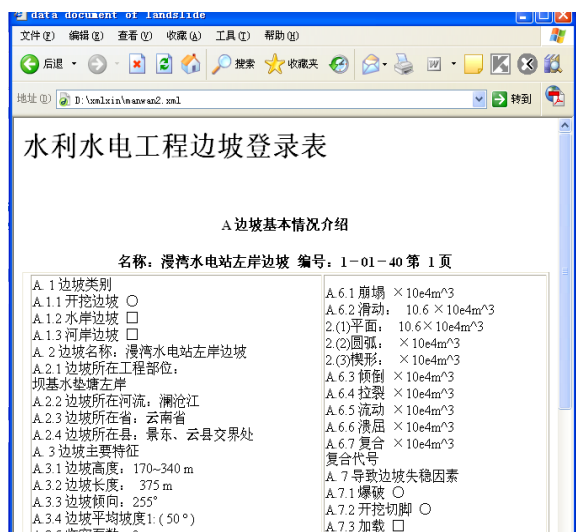 data document of landslide
文件(F) 编辑(E) 查看(V) 收藏(A) 工具(T) 帮助(H)
后退 搜索 收藏夹
地址(D) D:\xmlxin\manwan2.xml 转到
水利水电工程边坡登录表
A 边坡基本情况介绍
名称：漫湾水电站左岸边坡 编号：1-01-40 第 1 页
A. 1 边坡类别
A.1.1 开挖边坡 ○
A.1.2 水岸边坡 □
A.1.3 河岸边坡 □
A. 2 边坡名称：漫湾水电站左岸边坡
A.2.1 边坡所在工程部位：
坝基水垫塘左岸
A.2.2 边坡所在河流：澜沧江
A.2.3 边坡所在省：云南省
A.2.4 边坡所在县：景东、云县交界处
A. 3 边坡主要特征
A.3.1 边坡高度：170~340 m
A.3.2 边坡长度： 375 m
A.3.3 边坡倾向：255°
A.3.4 边坡平均坡度1: ( 50 º )
A.6.1 崩塌 ×10e4m^3
A.6.2 滑动： 10.6 ×10e4m^3
2.(1)平面： 10.6×10e4m^3
2.(2)圆弧： ×10e4m^3
2.(3)楔形： ×10e4m^3
A.6.3 倾倒 ×10e4m^3
A.6.4 拉裂 ×10e4m^3
A.6.5 流动 ×10e4m^3
A.6.6 溃屈 ×10e4m^3
A.6.7 复合 ×10e4m^3
复合代号
A. 7 导致边坡失稳因素
A.7.1 爆破 ○
A.7.2 开挖切脚 ○
A.7.3 加载 □